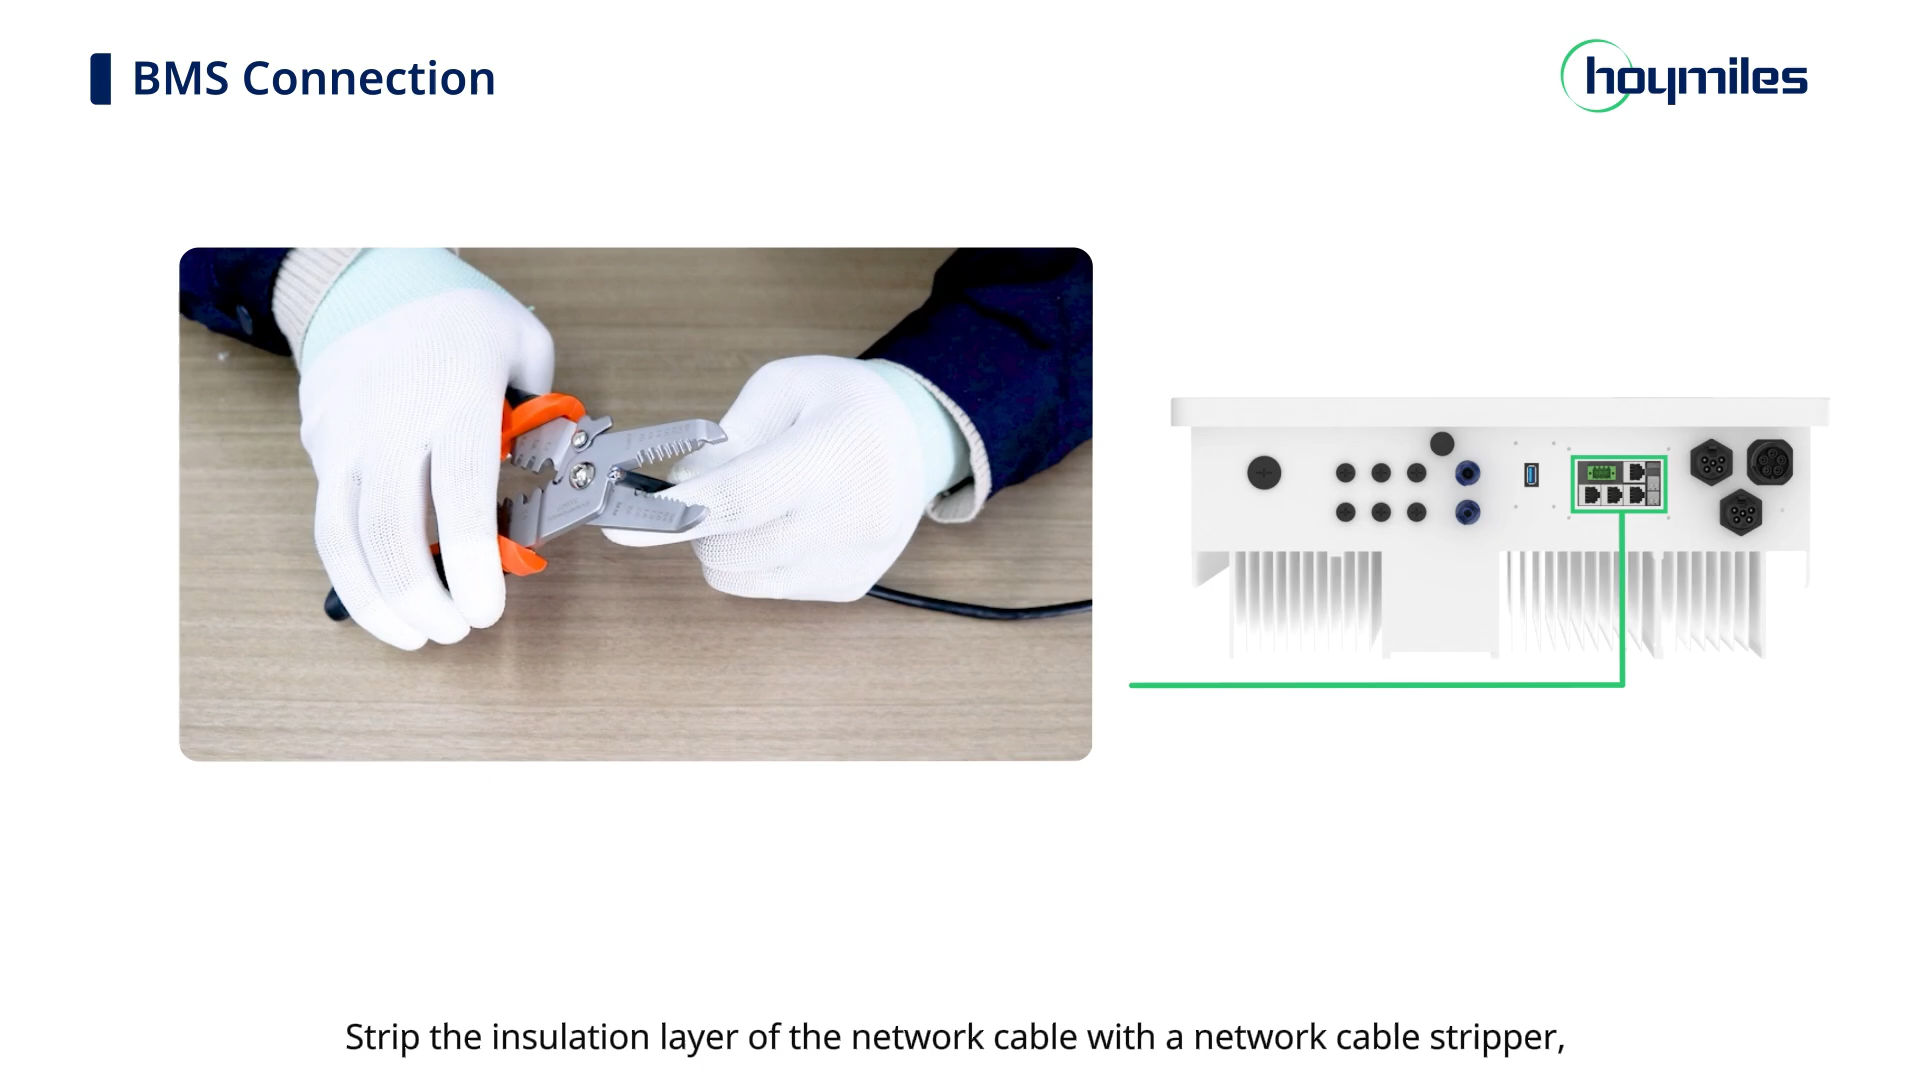 BMS Connection
hoymiles
Strip the insulation layer of the network cable with a network cable stripper,